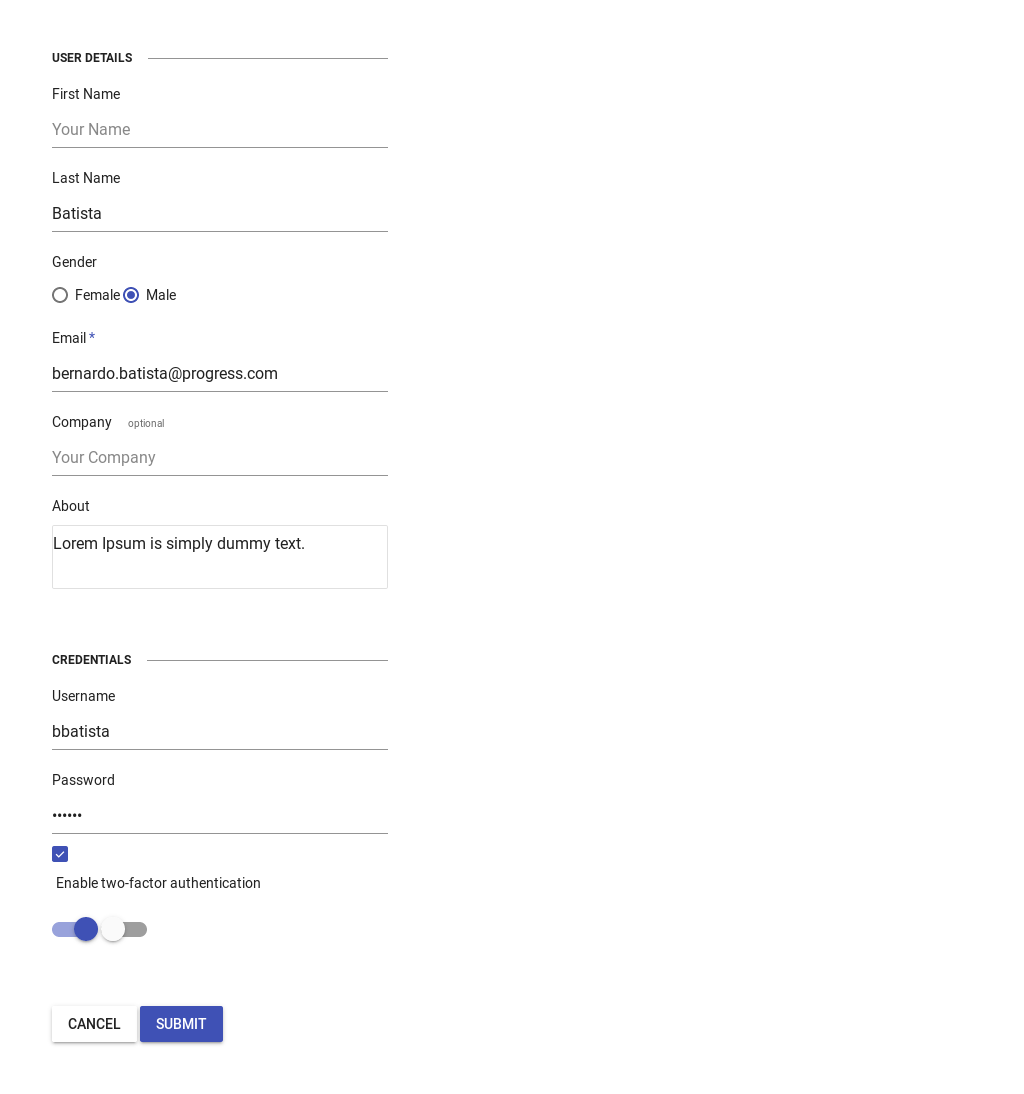 USER DETAILS
First Name
Your Name
Last Name
Batista
Gender
Female Male
Email *
bernardo.batista@progress.com
Company optional
Your Company
About
Lorem Ipsum is simply dummy text.
CREDENTIALS
Username
bbatista
Password
••••••
Enable two-factor authentication
CANCEL SUBMIT